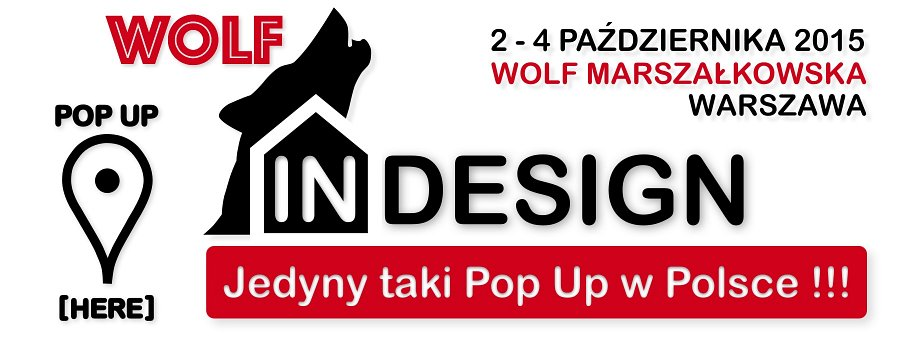 WOLF
2 - 4 PAŹDZIERNIKA 2015
WOLF MARSZAŁKOWSKA
WARSZAWA
POP UP
[HERE]
IN DESIGN
Jedyny taki Pop Up w Polsce !!!